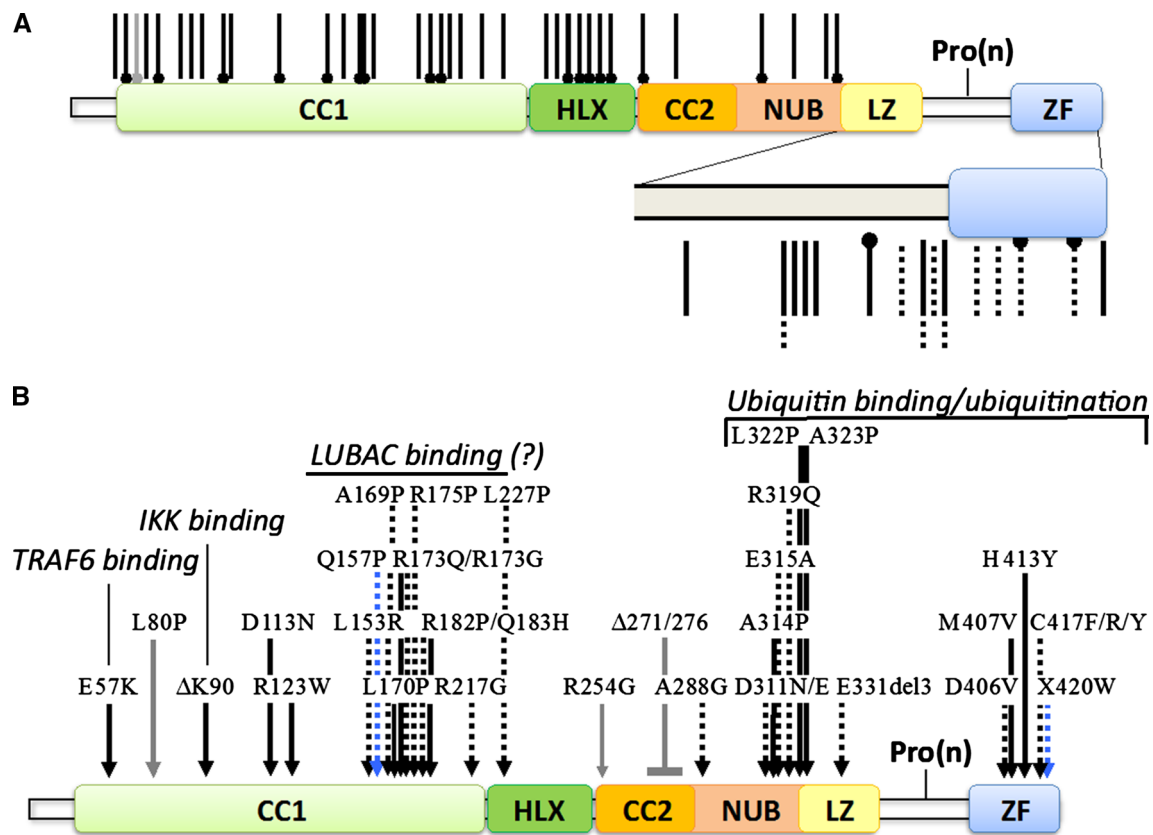 A
Pro(n)
CC1 HLX CC2 NUB LZ ZF
B
Ubiquitin binding/ubiquitination
L322P A323P
LUBAC binding (?)
A169P R175P L227P R319Q
IKK binding
TRAF6 binding Q157P R173Q/R173G E315A H413Y
L80P D113N L153R R182P/Q183H Δ271/276 A314P M407V C417F/R/Y
E57K ΔK90 R123W L170P R217G R254G A288G D311N/E E331del3 D406V X420W
Pro(n)
CC1 HLX CC2 NUB LZ ZF